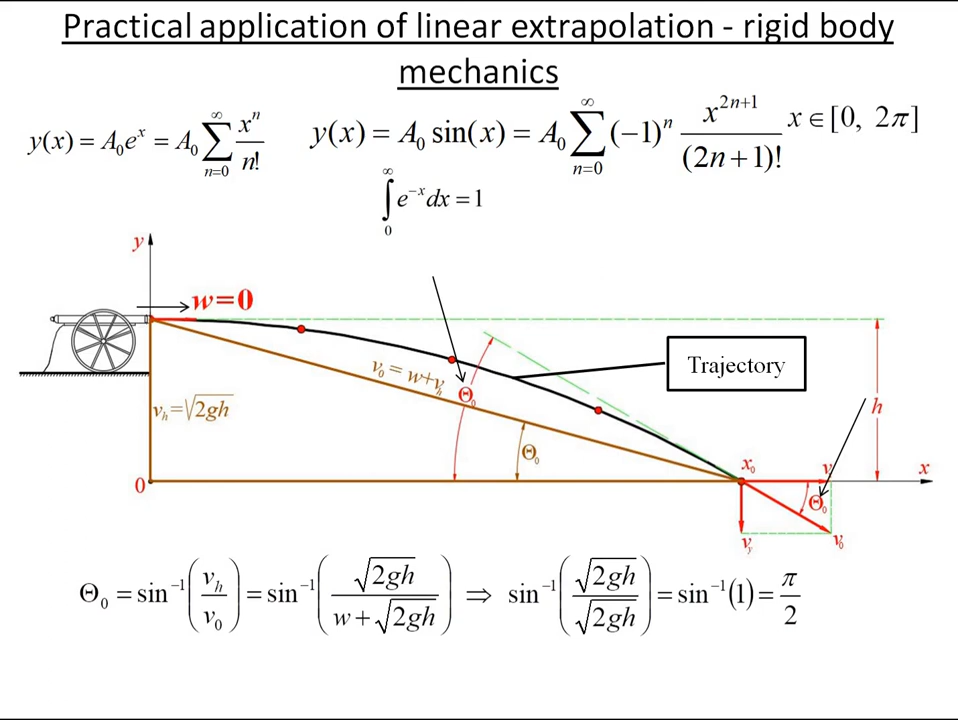 Practical application of linear extrapolation - rigid body
mechanics
y(x) = A₀eˣ = A₀ ∑_{n=0}^{∞} xⁿ/n!
y(x) = A₀ sin(x) = A₀ ∑_{n=0}^{∞} (−1)ⁿ x^{2n+1}/(2n+1)! x ∈ [0, 2π]
∫₀^∞ e^{−x}dx = 1
y
w=0
v₀ = w+v_h
Trajectory
Θ₀
v_h=√2gh
h
Θ₀
x₀
v
x
0
Θ₀
v_y
v₀
Θ₀ = sin⁻¹(v_h/v₀) = sin⁻¹(√2gh/(w+√2gh)) ⇒ sin⁻¹(√2gh/√2gh) = sin⁻¹(1) = π/2